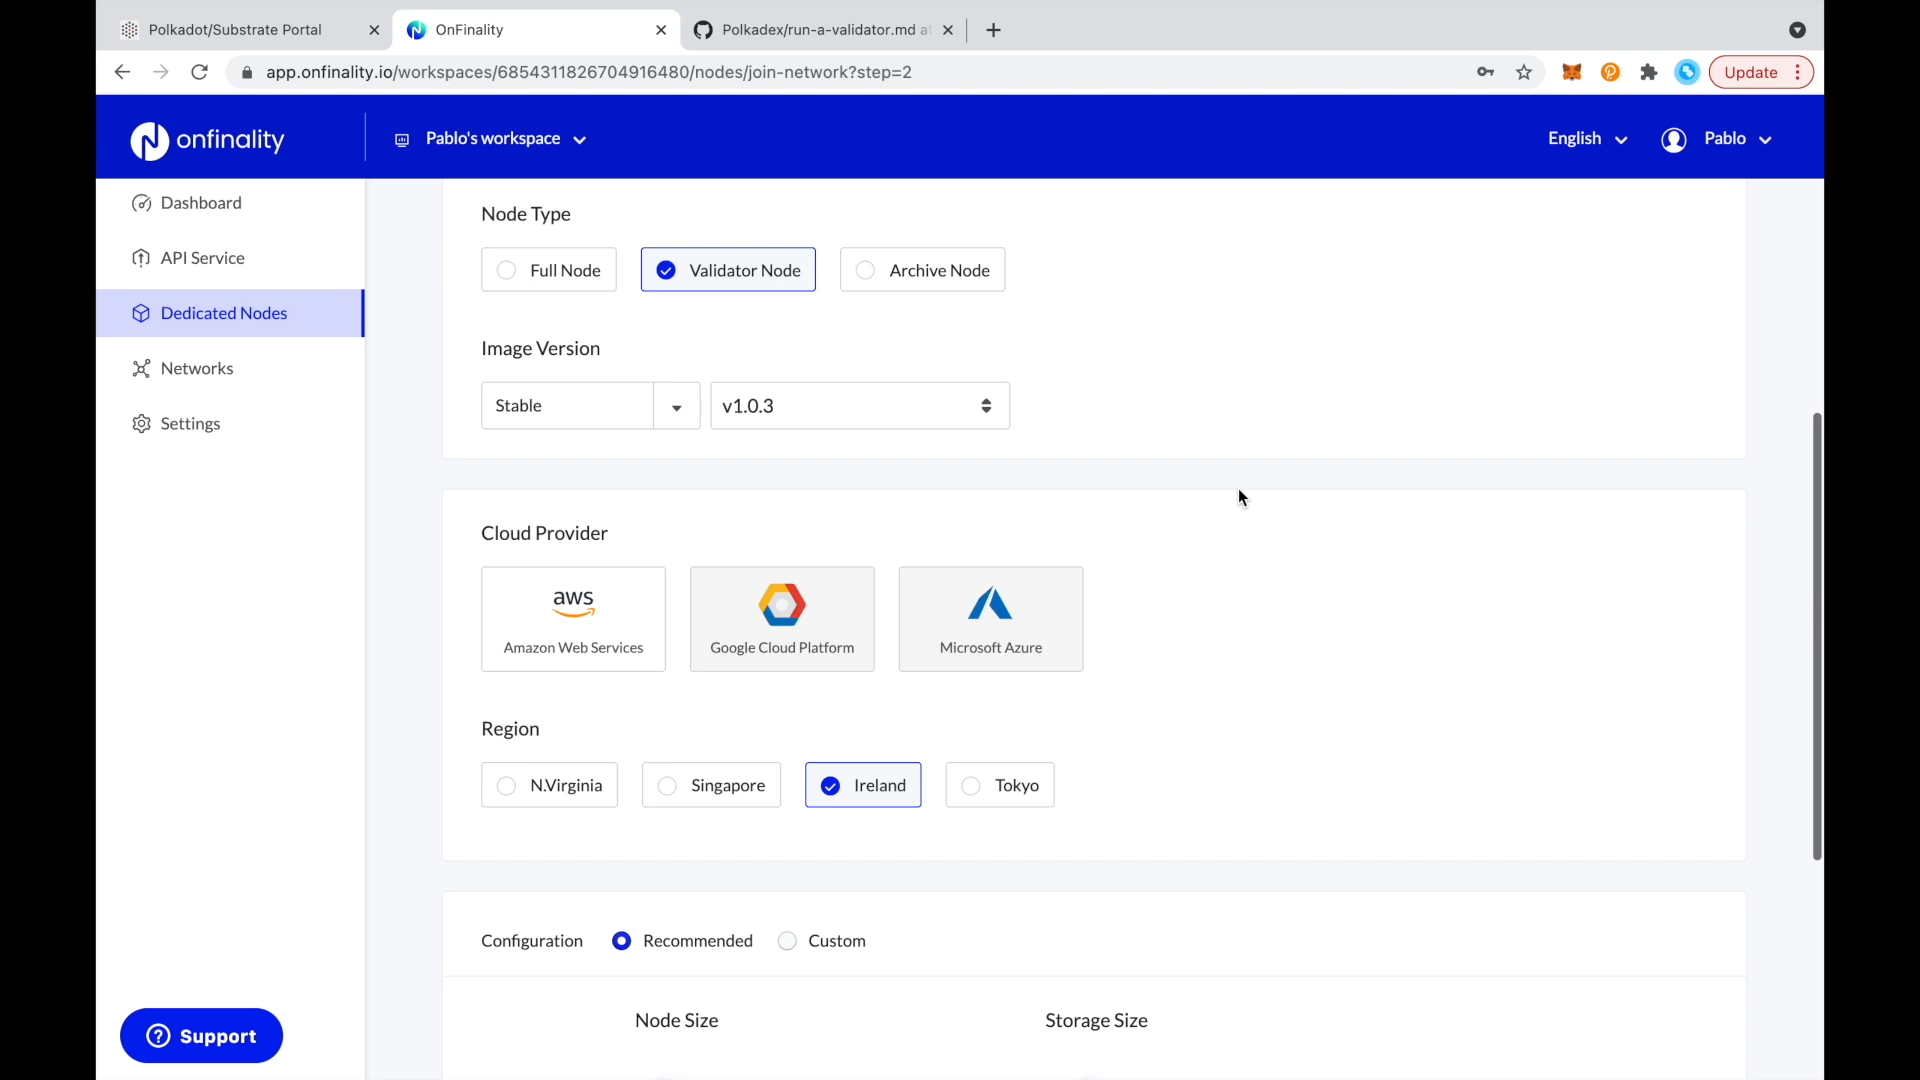 Polkadot/Substrate Portal
OnFinality
Polkadex/run-a-validator.md at
app.onfinality.io/workspaces/6854311826704916480/nodes/join-network?step=2
Update
onfinality
Pablo's workspace
English
Pablo
Dashboard
API Service
Dedicated Nodes
Networks
Settings
Support
Node Type
Full Node
Validator Node
Archive Node
Image Version
Stable
v1.0.3
Cloud Provider
aws
Amazon Web Services
Google Cloud Platform
Microsoft Azure
Region
N.Virginia
Singapore
Ireland
Tokyo
Configuration
Recommended
Custom
Node Size
Storage Size